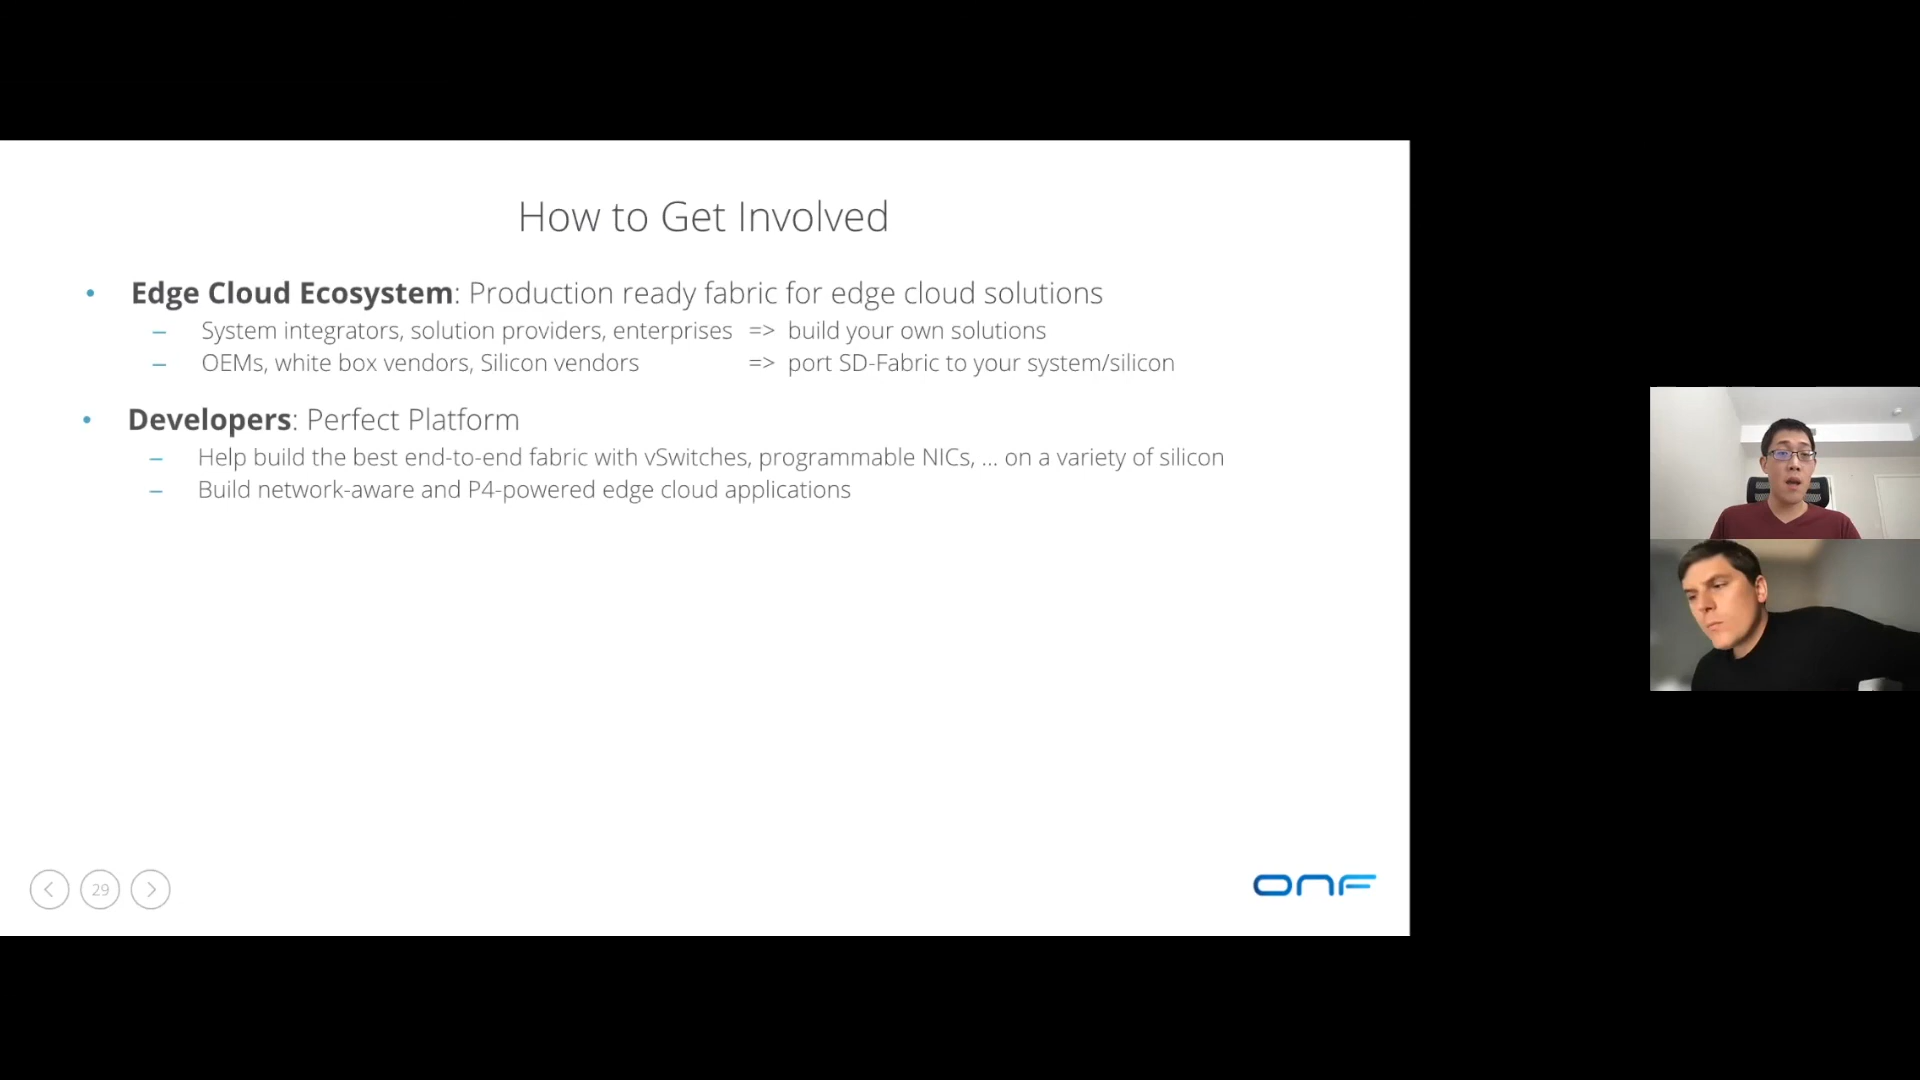 How to Get Involved
• Edge Cloud Ecosystem: Production ready fabric for edge cloud solutions
– System integrators, solution providers, enterprises => build your own solutions
– OEMs, white box vendors, Silicon vendors => port SD-Fabric to your system/silicon
• Developers: Perfect Platform
– Help build the best end-to-end fabric with vSwitches, programmable NICs, ... on a variety of silicon
– Build network-aware and P4-powered edge cloud applications
29
ONF